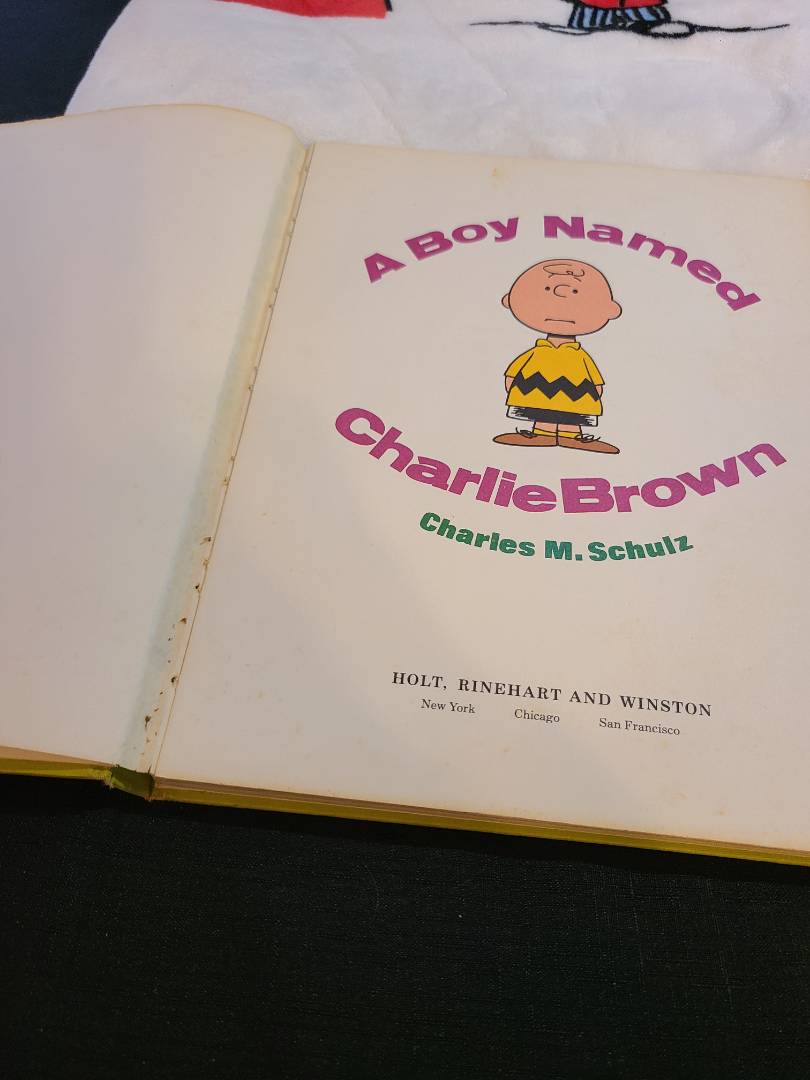 A Boy Named
Charlie Brown
Charles M. Schulz
HOLT, RINEHART AND WINSTON
New York Chicago San Francisco